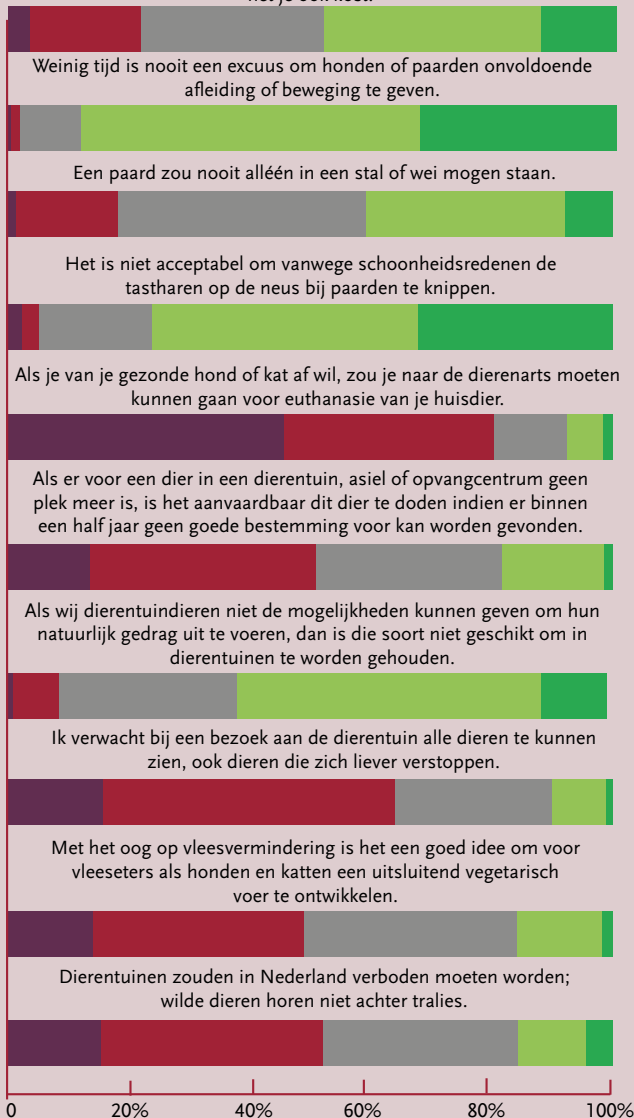 het je ook kost.
Weinig tijd is nooit een excuus om honden of paarden onvoldoende
afleiding of beweging te geven.
Een paard zou nooit alléén in een stal of wei mogen staan.
Het is niet acceptabel om vanwege schoonheidsredenen de
tastharen op de neus bij paarden te knippen.
Als je van je gezonde hond of kat af wil, zou je naar de dierenarts moeten
kunnen gaan voor euthanasie van je huisdier.
Als er voor een dier in een dierentuin, asiel of opvangcentrum geen
plek meer is, is het aanvaardbaar dit dier te doden indien er binnen
een half jaar geen goede bestemming voor kan worden gevonden.
Als wij dierentuindieren niet de mogelijkheden kunnen geven om hun
natuurlijk gedrag uit te voeren, dan is die soort niet geschikt om in
dierentuinen te worden gehouden.
Ik verwacht bij een bezoek aan de dierentuin alle dieren te kunnen
zien, ook dieren die zich liever verstoppen.
Met het oog op vleesvermindering is het een goed idee om voor
vleeseters als honden en katten een uitsluitend vegetarisch
voer te ontwikkelen.
Dierentuinen zouden in Nederland verboden moeten worden;
wilde dieren horen niet achter tralies.
0 20% 40% 60% 80% 100%